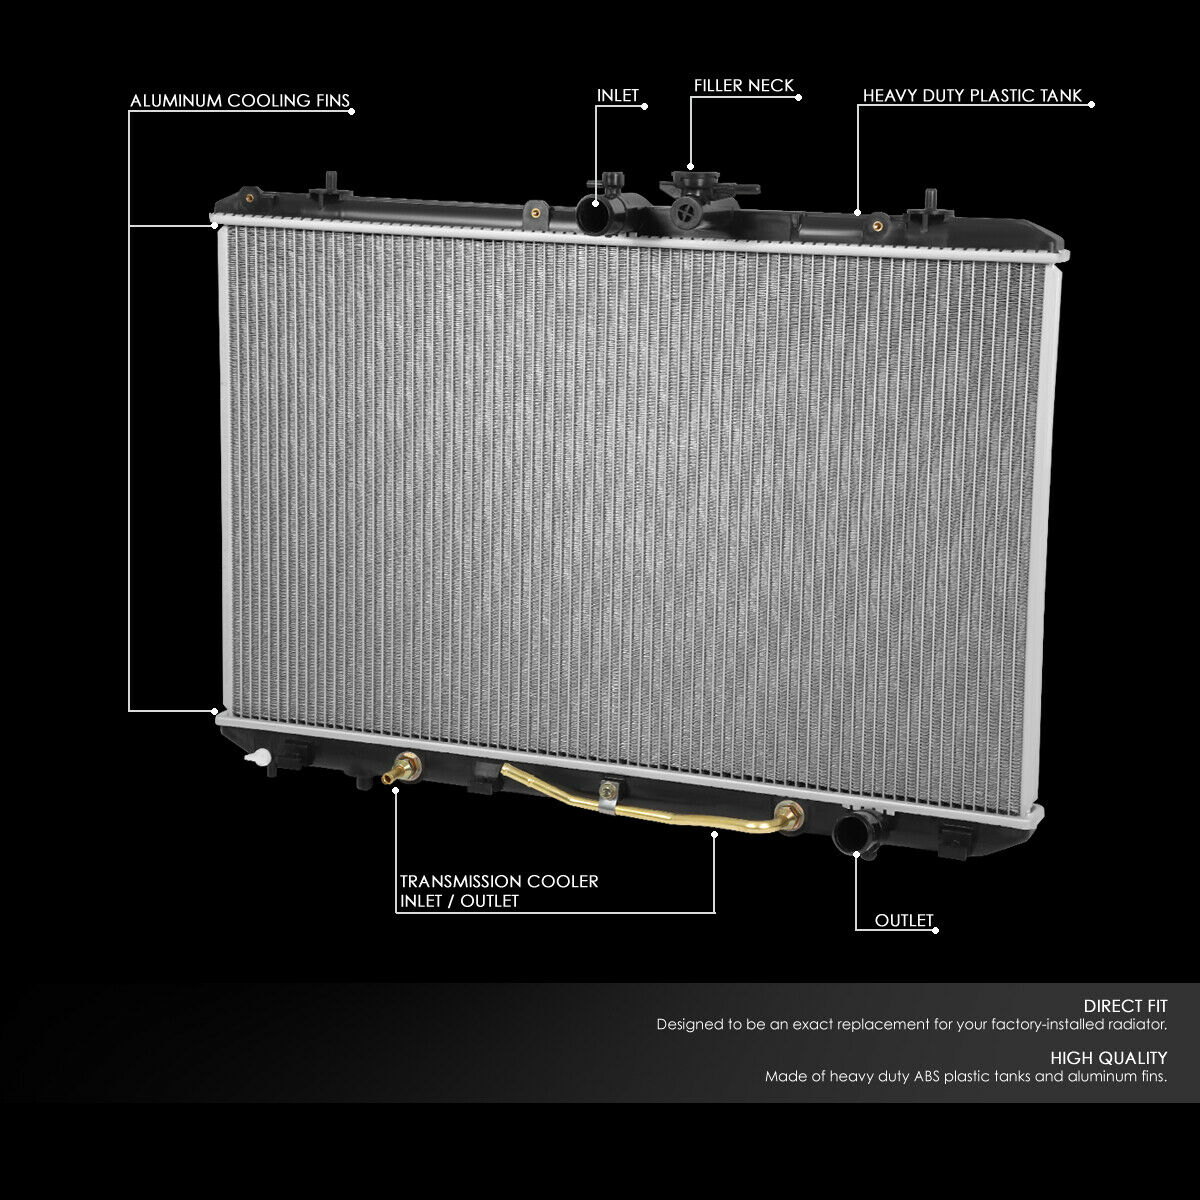 ALUMINUM COOLING FINS
INLET
FILLER NECK
HEAVY DUTY PLASTIC TANK
TRANSMISSION COOLER
INLET / OUTLET
OUTLET
DIRECT FIT
Designed to be an exact replacement for your factory-installed radiator.
HIGH QUALITY
Made of heavy duty ABS plastic tanks and aluminum fins.